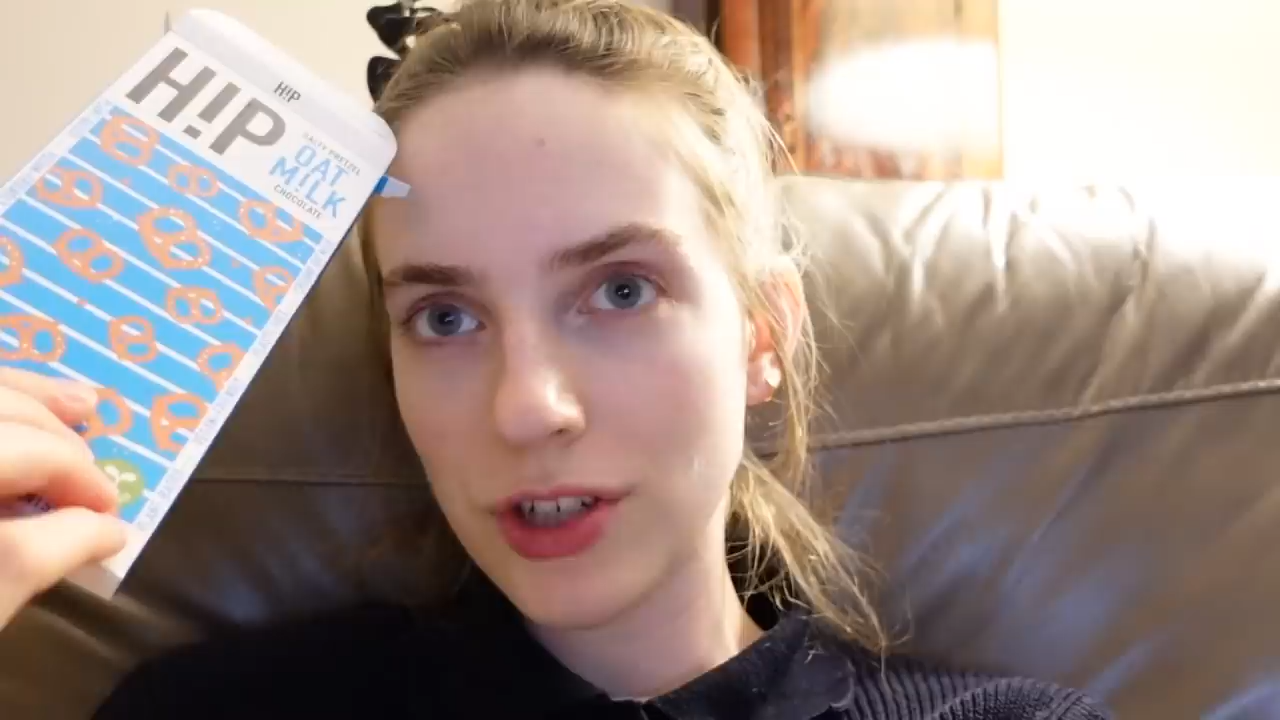 H!P
H!P
SALTY PRETZEL
OAT
M!LK
CHOCOLATE